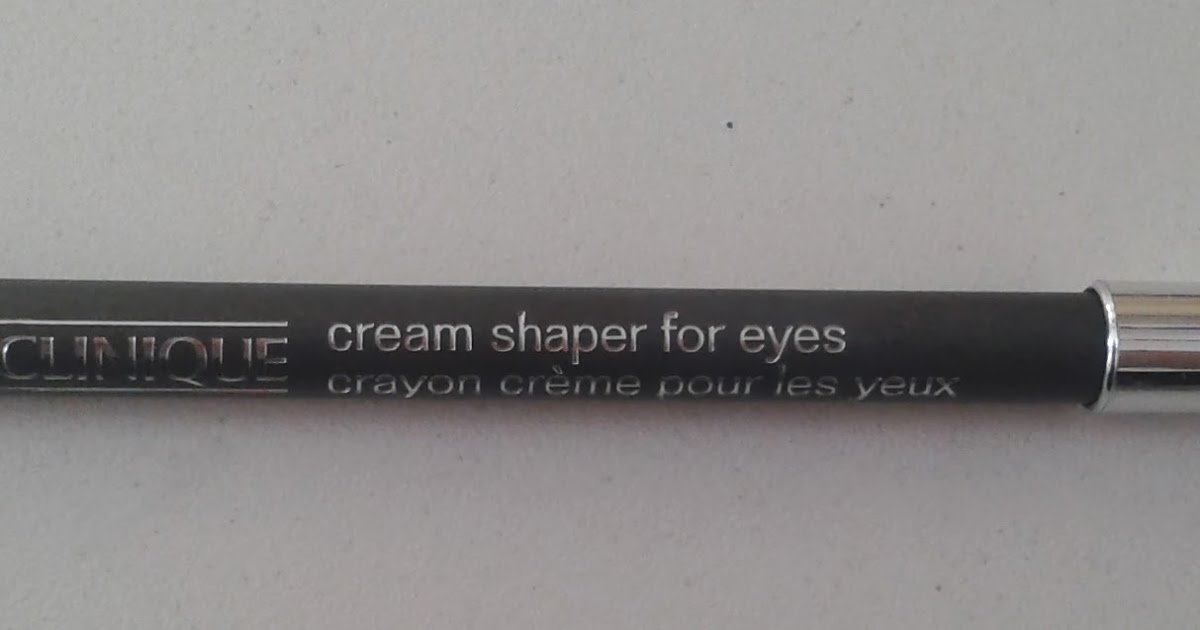 CLINIQUE
cream shaper for eyes
crayon crème pour les yeux